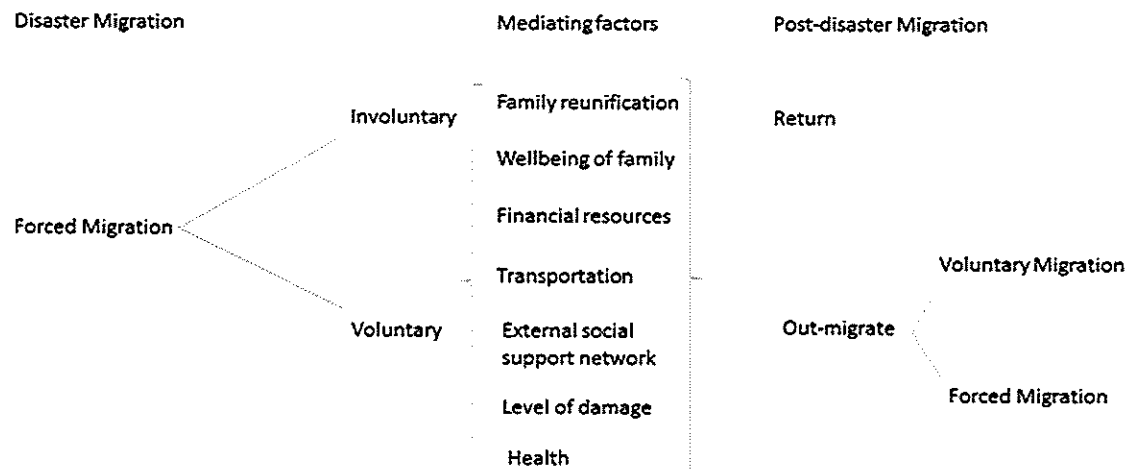 Disaster Migration
Mediating factors
Post-disaster Migration
Forced Migration
Involuntary
Voluntary
Family reunification
Wellbeing of family
Financial resources
Transportation
External social
support network
Level of damage
Health
Return
Out-migrate
Voluntary Migration
Forced Migration